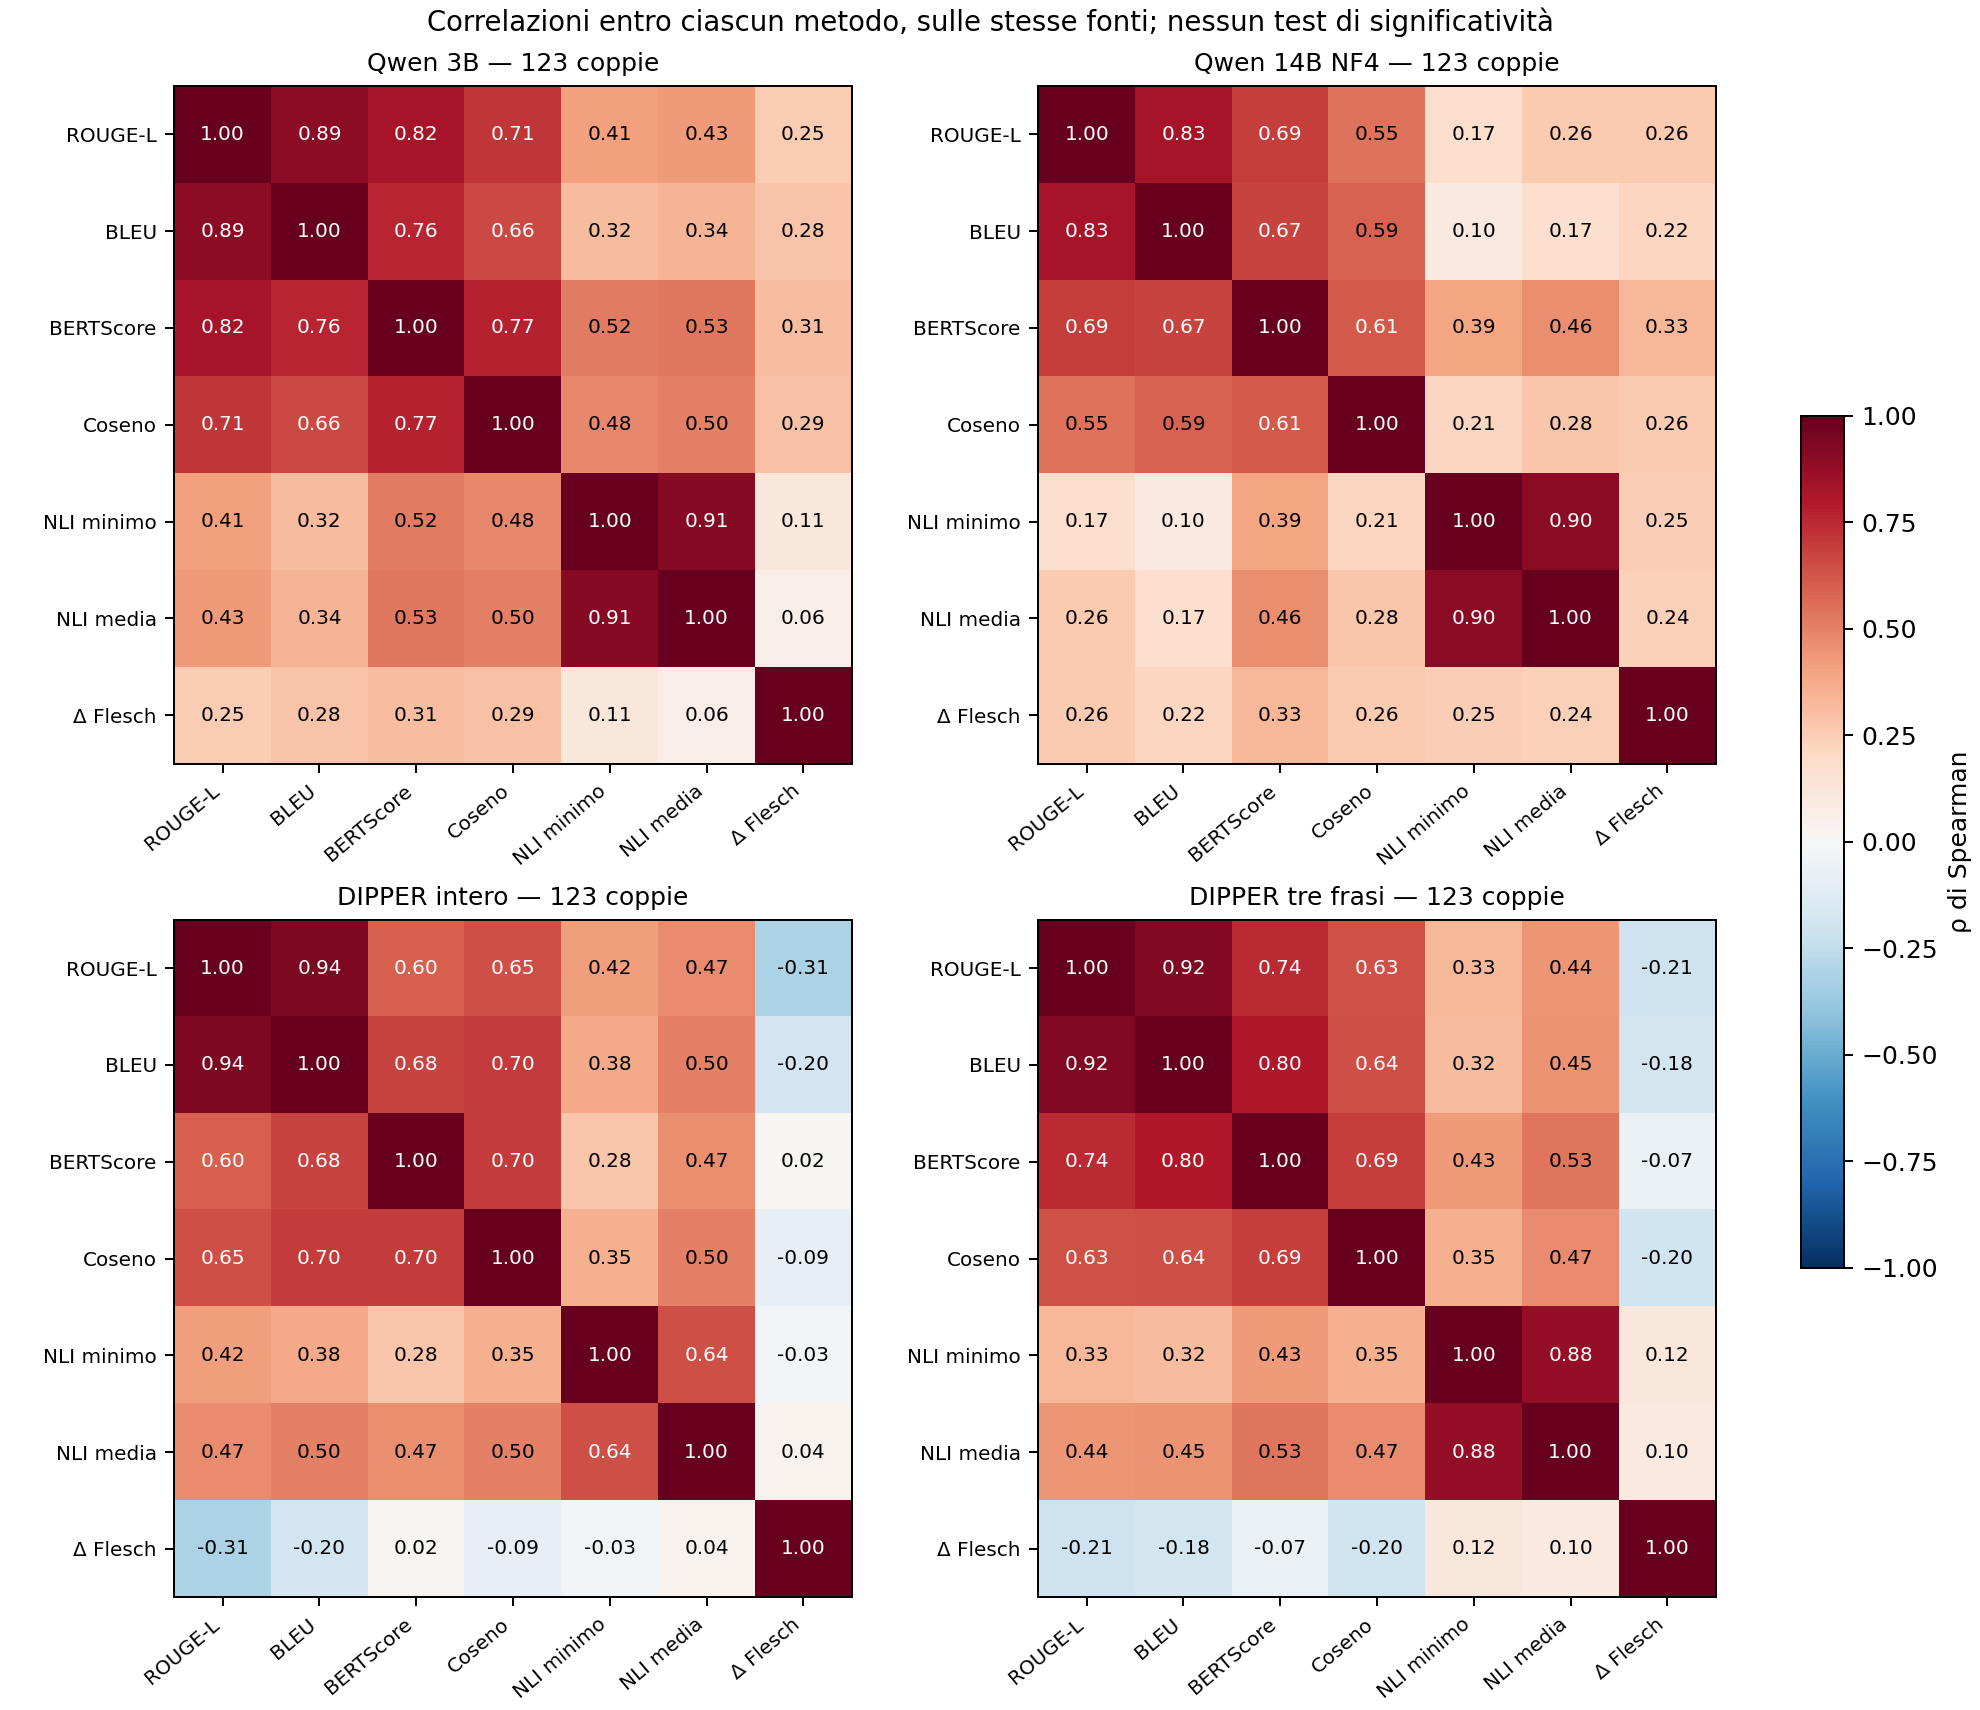 Correlazioni entro ciascun metodo, sulle stesse fonti; nessun test di significatività
Qwen 3B — 123 coppie
ROUGE-L 1.00 0.89 0.82 0.71 0.41 0.43 0.25
BLEU 0.89 1.00 0.76 0.66 0.32 0.34 0.28
BERTScore 0.82 0.76 1.00 0.77 0.52 0.53 0.31
Coseno 0.71 0.66 0.77 1.00 0.48 0.50 0.29
NLI minimo 0.41 0.32 0.52 0.48 1.00 0.91 0.11
NLI media 0.43 0.34 0.53 0.50 0.91 1.00 0.06
Δ Flesch 0.25 0.28 0.31 0.29 0.11 0.06 1.00
ROUGE-L BLEU BERTScore Coseno NLI minimo NLI media Δ Flesch
Qwen 14B NF4 — 123 coppie
ROUGE-L 1.00 0.83 0.69 0.55 0.17 0.26 0.26
BLEU 0.83 1.00 0.67 0.59 0.10 0.17 0.22
BERTScore 0.69 0.67 1.00 0.61 0.39 0.46 0.33
Coseno 0.55 0.59 0.61 1.00 0.21 0.28 0.26
NLI minimo 0.17 0.10 0.39 0.21 1.00 0.90 0.25
NLI media 0.26 0.17 0.46 0.28 0.90 1.00 0.24
Δ Flesch 0.26 0.22 0.33 0.26 0.25 0.24 1.00
ROUGE-L BLEU BERTScore Coseno NLI minimo NLI media Δ Flesch
DIPPER intero — 123 coppie
ROUGE-L 1.00 0.94 0.60 0.65 0.42 0.47 -0.31
BLEU 0.94 1.00 0.68 0.70 0.38 0.50 -0.20
BERTScore 0.60 0.68 1.00 0.70 0.28 0.47 0.02
Coseno 0.65 0.70 0.70 1.00 0.35 0.50 -0.09
NLI minimo 0.42 0.38 0.28 0.35 1.00 0.64 -0.03
NLI media 0.47 0.50 0.47 0.50 0.64 1.00 0.04
Δ Flesch -0.31 -0.20 0.02 -0.09 -0.03 0.04 1.00
ROUGE-L BLEU BERTScore Coseno NLI minimo NLI media Δ Flesch
DIPPER tre frasi — 123 coppie
ROUGE-L 1.00 0.92 0.74 0.63 0.33 0.44 -0.21
BLEU 0.92 1.00 0.80 0.64 0.32 0.45 -0.18
BERTScore 0.74 0.80 1.00 0.69 0.43 0.53 -0.07
Coseno 0.63 0.64 0.69 1.00 0.35 0.47 -0.20
NLI minimo 0.33 0.32 0.43 0.35 1.00 0.88 0.12
NLI media 0.44 0.45 0.53 0.47 0.88 1.00 0.10
Δ Flesch -0.21 -0.18 -0.07 -0.20 0.12 0.10 1.00
ROUGE-L BLEU BERTScore Coseno NLI minimo NLI media Δ Flesch
1.00
0.75
0.50
0.25
0.00
−0.25
−0.50
−0.75
−1.00
ρ di Spearman